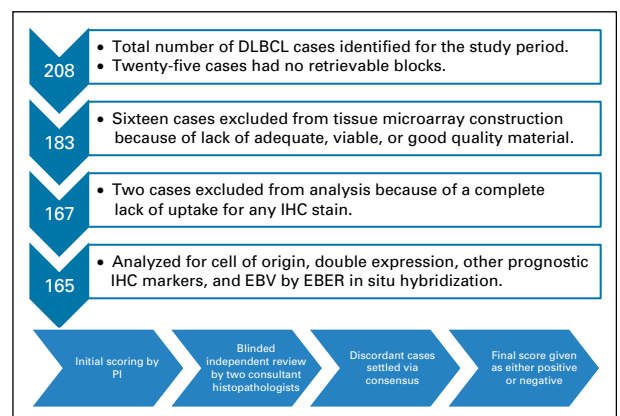 208
• Total number of DLBCL cases identified for the study period.
• Twenty-five cases had no retrievable blocks.
183
• Sixteen cases excluded from tissue microarray construction
because of lack of adequate, viable, or good quality material.
167
• Two cases excluded from analysis because of a complete
lack of uptake for any IHC stain.
165
• Analyzed for cell of origin, double expression, other prognostic
IHC markers, and EBV by EBER in situ hybridization.
Initial scoring by
PI
Blinded
independent review
by two consultant
histopathologists
Discordant cases
settled via
consensus
Final score given
as either positive
or negative